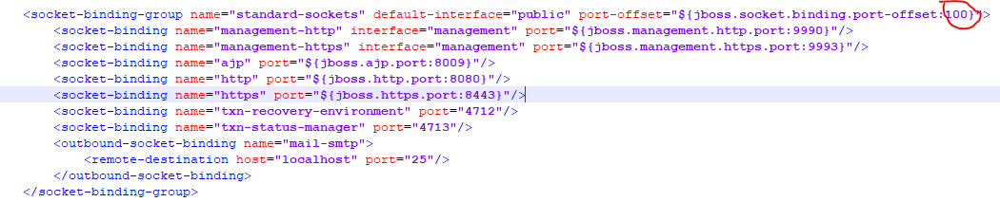 <socket-binding-group name="standard-sockets" default-interface="public" port-offset="${jboss.socket.binding.port-offset:100}">
<socket-binding name="management-http" interface="management" port="${jboss.management.http.port:9990}"/>
<socket-binding name="management-https" interface="management" port="${jboss.management.https.port:9993}"/>
<socket-binding name="ajp" port="${jboss.ajp.port:8009}"/>
<socket-binding name="http" port="${jboss.http.port:8080}"/>
<socket-binding name="https" port="${jboss.https.port:8443}"/>
<socket-binding name="txn-recovery-environment" port="4712"/>
<socket-binding name="txn-status-manager" port="4713"/>
<outbound-socket-binding name="mail-smtp">
<remote-destination host="localhost" port="25"/>
</outbound-socket-binding>
</socket-binding-group>